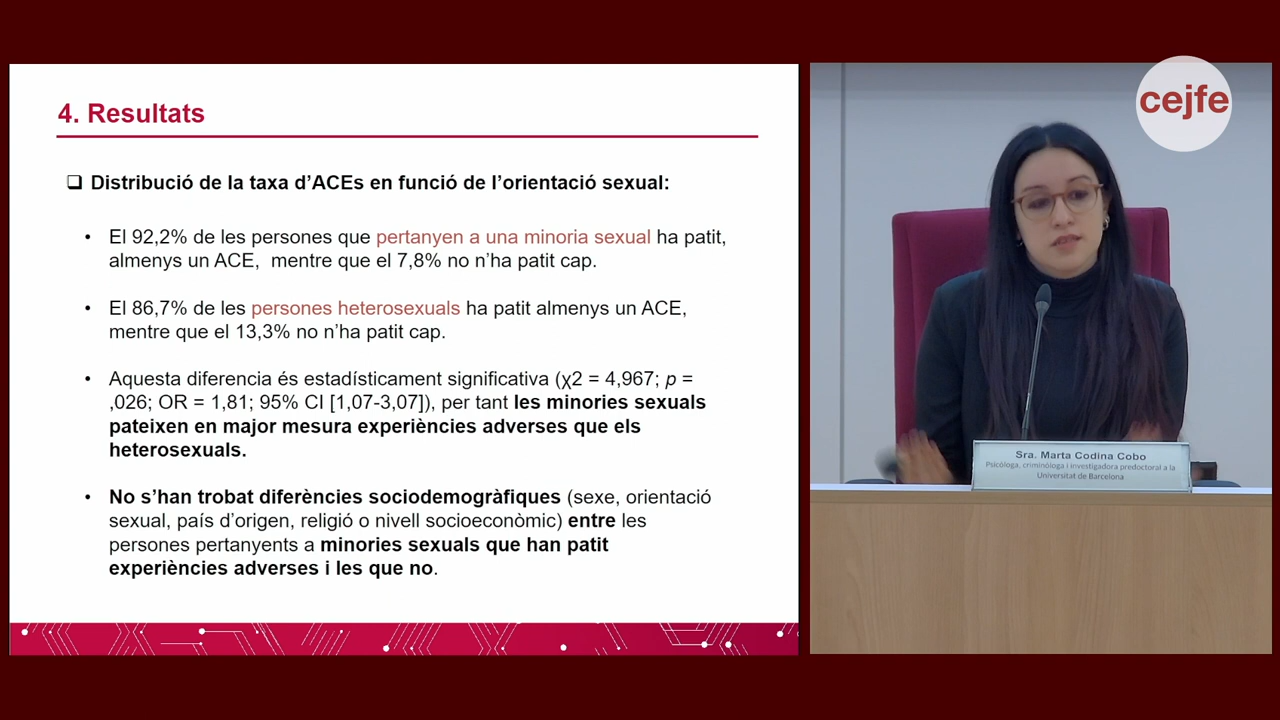 4. Resultats
❑ Distribució de la taxa d’ACEs en funció de l’orientació sexual:
• El 92,2% de les persones que pertanyen a una minoria sexual ha patit,
almenys un ACE, mentre que el 7,8% no n’ha patit cap.
• El 86,7% de les persones heterosexuals ha patit almenys un ACE,
mentre que el 13,3% no n’ha patit cap.
• Aquesta diferencia és estadísticament significativa (χ2 = 4,967; p =
,026; OR = 1,81; 95% CI [1,07-3,07]), per tant les minories sexuals
pateixen en major mesura experiències adverses que els
heterosexuals.
• No s’han trobat diferències sociodemogràfiques (sexe, orientació
sexual, país d’origen, religió o nivell socioeconòmic) entre les
persones pertanyents a minories sexuals que han patit
experiències adverses i les que no.
cejfe
Sra. Marta Codina Cobo
Psicòloga, criminòloga i investigadora predoctoral a la
Universitat de Barcelona